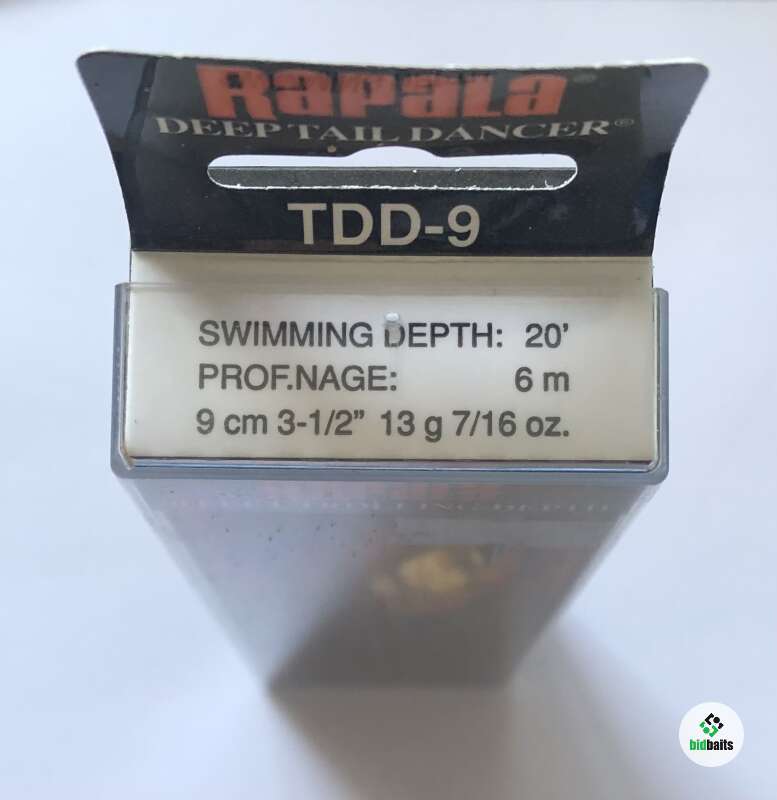 Rapala®
DEEP TAIL DANCER®
TDD-9
SWIMMING DEPTH: 20'
PROF.NAGE: 6 m
9 cm 3-1/2" 13 g 7/16 oz.
DEPTH
bidbaits